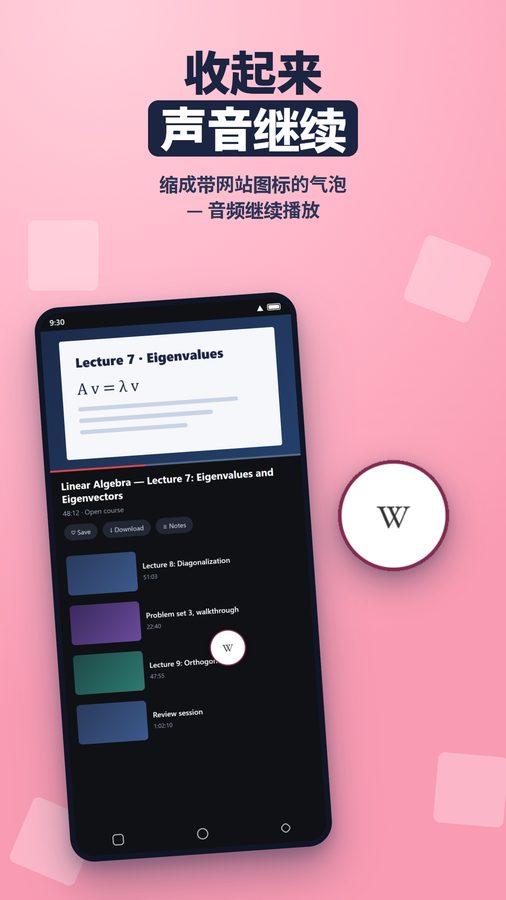 收起来
声音继续
缩成带网站图标的气泡
— 音频继续播放
9:30
Lecture 7 · Eigenvalues
A v = λ v
Linear Algebra — Lecture 7: Eigenvalues and
Eigenvectors
48:12 · Open course
♡ Save
↓ Download
≡ Notes
Lecture 8: Diagonalization
51:03
Problem set 3, walkthrough
22:40
Lecture 9: Orthogon
47:55
Review session
1:02:10
W
W